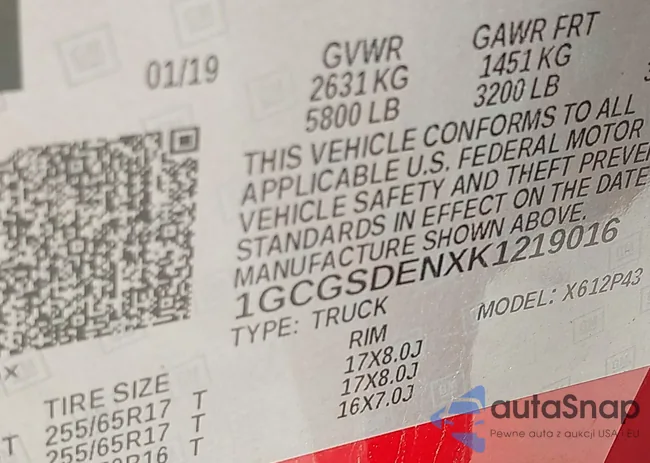 01/19
GVWR
2631 KG
5800 LB
GAWR FRT
1451 KG
3200 LB
THIS VEHICLE CONFORMS TO ALL
APPLICABLE U.S. FEDERAL MOTOR
VEHICLE SAFETY AND THEFT PREVE
STANDARDS IN EFFECT ON THE DATE
MANUFACTURE SHOWN ABOVE.
1GCGSDENXK1219016
TYPE: TRUCK
MODEL: X612P43
X
TIRE SIZE
RIM
T 255/65R17 T 17X8.0J
255/65R17 T 17X8.0J
R16 T 16X7.0J
autaSnap
Pewne auta z aukcji USA i EU